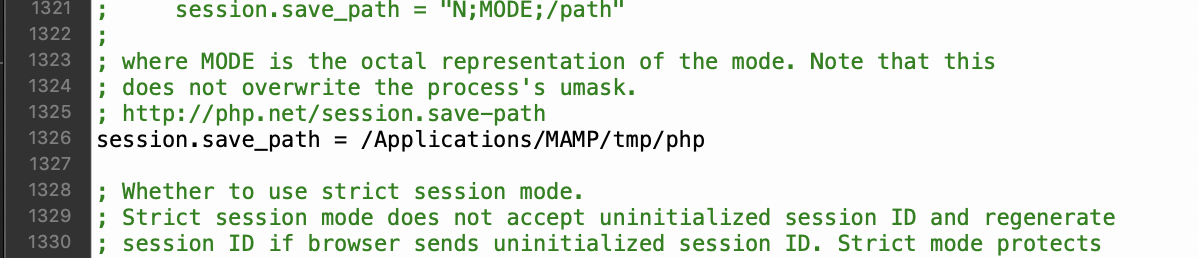 1321 ;     session.save_path = "N;MODE;/path"
1322 ;
1323 ; where MODE is the octal representation of the mode. Note that this
1324 ; does not overwrite the process's umask.
1325 ; http://php.net/session.save-path
1326 session.save_path = /Applications/MAMP/tmp/php
1327
1328 ; Whether to use strict session mode.
1329 ; Strict session mode does not accept uninitialized session ID and regenerate
1330 ; session ID if browser sends uninitialized session ID. Strict mode protects